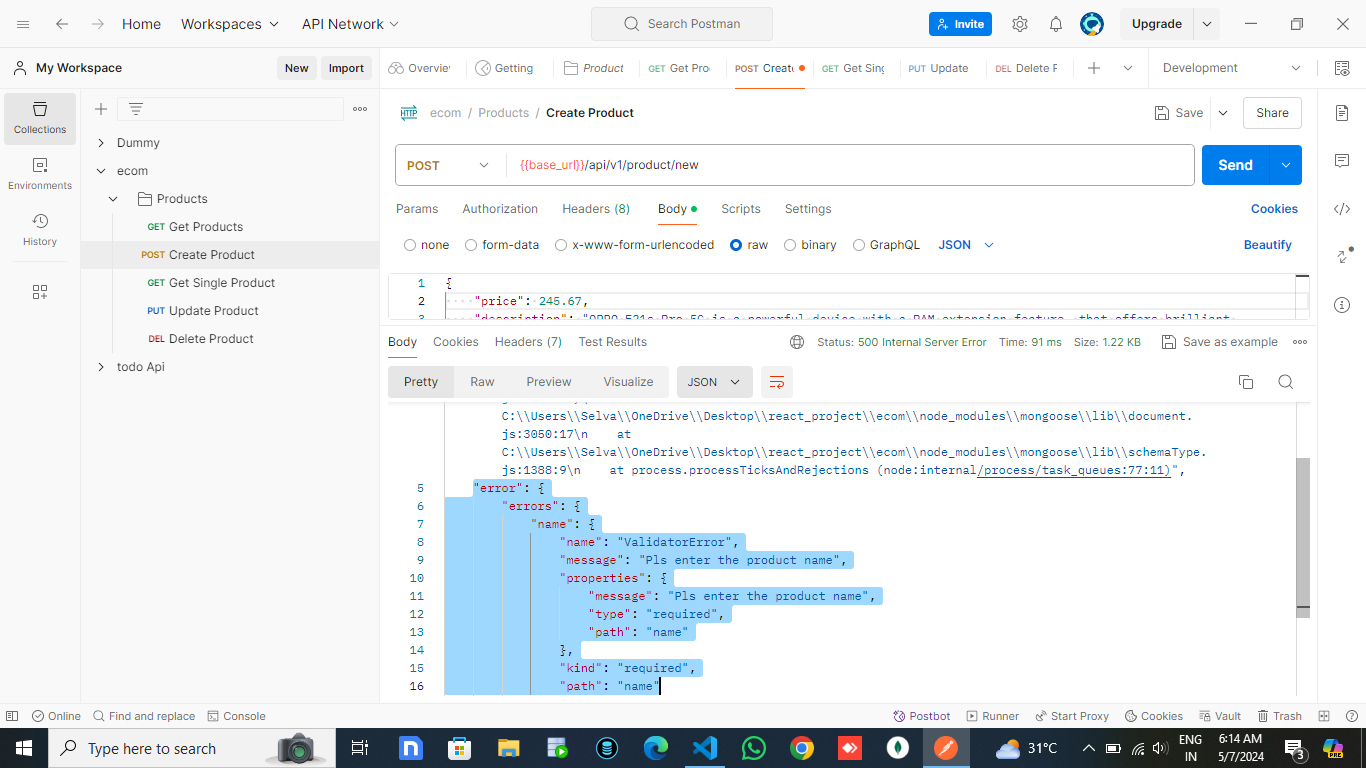 Home Workspaces API Network Search Postman Invite Upgrade
My Workspace New Import Overvie Getting Product GET Get Pro POST Create GET Get Sing PUT Update DEL Delete P Development
Collections
Environments
History
Dummy
ecom
Products
GET Get Products
POST Create Product
GET Get Single Product
PUT Update Product
DEL Delete Product
todo Api
HTTP ecom / Products / Create Product Save Share
POST {{base_url}}/api/v1/product/new Send
Params Authorization Headers (8) Body Scripts Settings Cookies
none form-data x-www-form-urlencoded raw binary GraphQL JSON Beautify
1 {
2 "price": 245.67,
3 "description": "OPPO F21s Pro 5G is a powerful device with a RAM extension feature, that offers brilliant
Body Cookies Headers (7) Test Results Status: 500 Internal Server Error Time: 91 ms Size: 1.22 KB Save as example
Pretty Raw Preview Visualize JSON
C:\\Users\\Selva\\OneDrive\\Desktop\\react_project\\ecom\\node_modules\\mongoose\\lib\\document.
js:3050:17\n at
C:\\Users\\Selva\\OneDrive\\Desktop\\react_project\\ecom\\node_modules\\mongoose\\lib\\schemaType.
js:1388:9\n at process.processTicksAndRejections (node:internal/process/task_queues:77:11)",
5 "error": {
6 "errors": {
7 "name": {
8 "name": "ValidatorError",
9 "message": "Pls enter the product name",
10 "properties": {
11 "message": "Pls enter the product name",
12 "type": "required",
13 "path": "name"
14 },
15 "kind": "required",
16 "path": "name"
Online Find and replace Console Postbot Runner Start Proxy Cookies Vault Trash
Type here to search 31°C ENG 6:14 AM
IN 5/7/2024 3 PRE